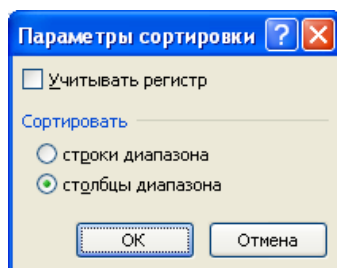 Параметры сортировки ?
Учитывать регистр
Сортировать
строки диапазона
столбцы диапазона
ОК Отмена